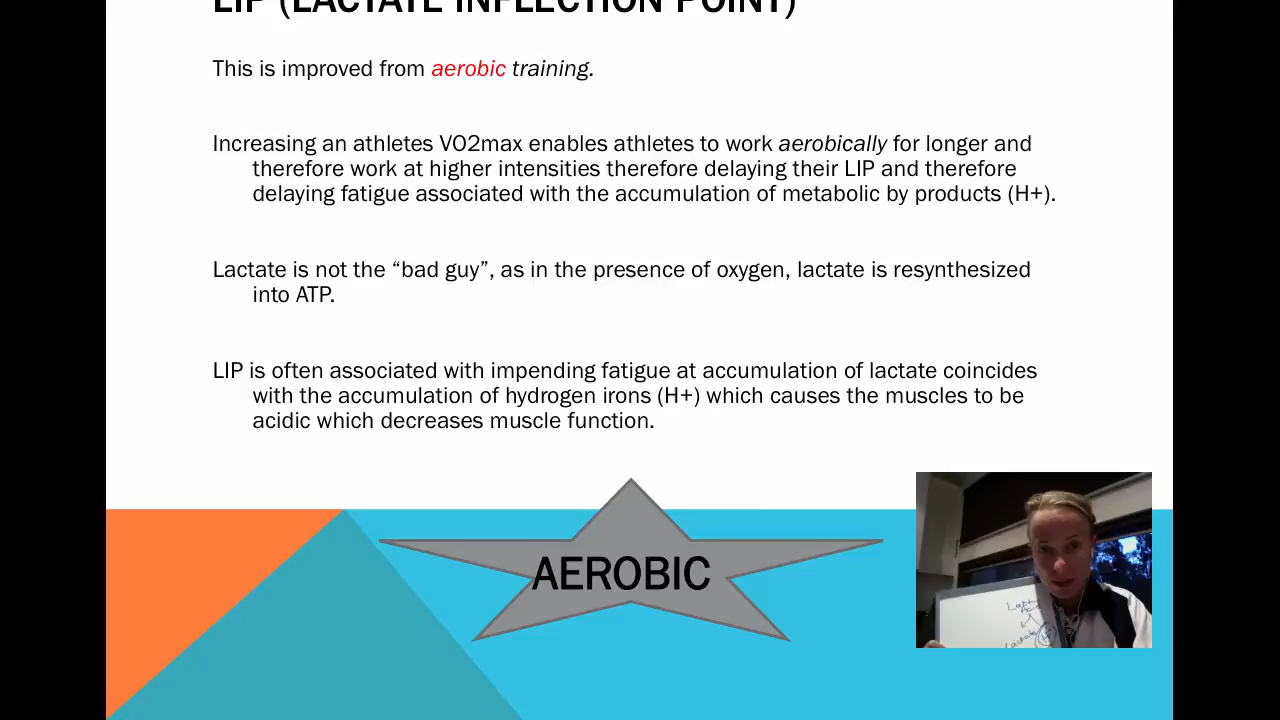 LIP (LACTATE INFLECTION POINT)
This is improved from aerobic training.
Increasing an athletes VO2max enables athletes to work aerobically for longer and
therefore work at higher intensities therefore delaying their LIP and therefore
delaying fatigue associated with the accumulation of metabolic by products (H+).
Lactate is not the “bad guy”, as in the presence of oxygen, lactate is resynthesized
into ATP.
LIP is often associated with impending fatigue at accumulation of lactate coincides
with the accumulation of hydrogen irons (H+) which causes the muscles to be
acidic which decreases muscle function.
AEROBIC
Acid
Lactate H+